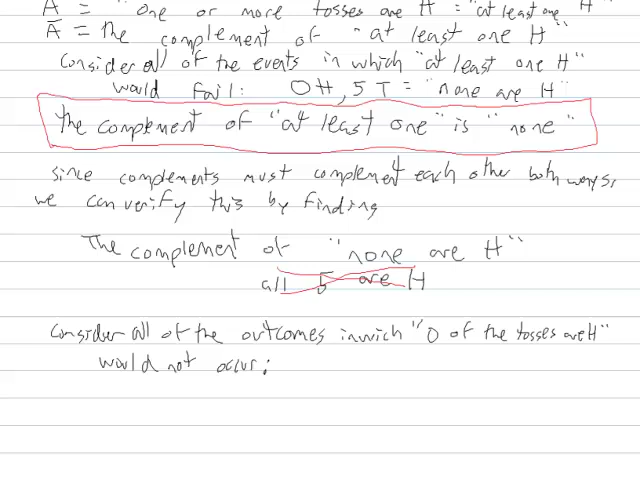 A = "one or more tosses are H" = "at least one H"
A̅ = the complement of "at least one H"
Consider all of the events in which "at least one H"
would fail: 0 H, 5 T = "none are H"
the complement of "at least one" is "none"
since complements must complement each other both ways,
we can verify this by finding
The complement of "none are H"
all 5 are H
Consider all of the outcomes in wich "0 of the tosses are H"
would not occur: